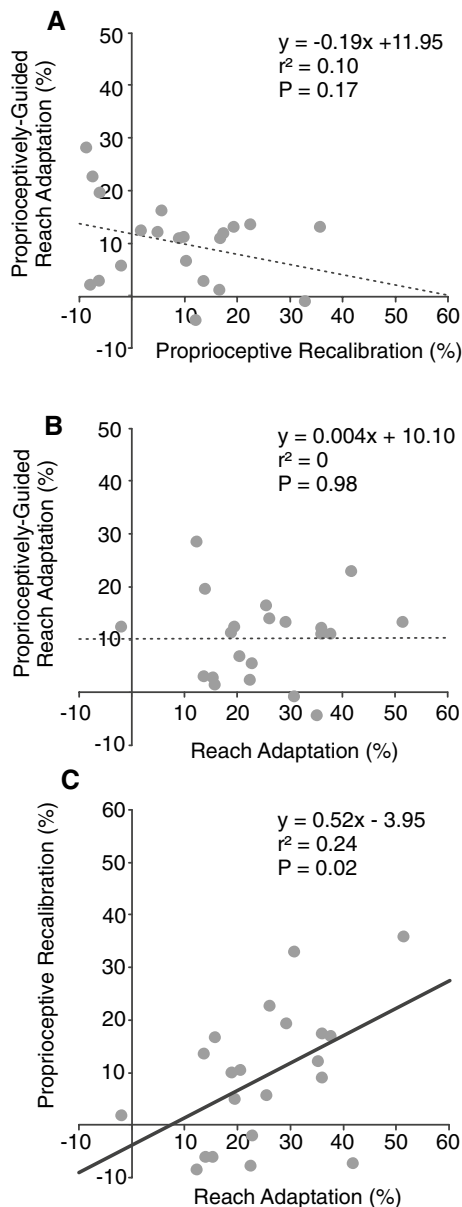 A
Proprioceptively-Guided
Reach Adaptation (%)
y = -0.19x +11.95
r² = 0.10
P = 0.17
50
40
30
20
10
0
-10
-10
10
20
30
40
50
60
Proprioceptive Recalibration (%)
B
Proprioceptively-Guided
Reach Adaptation (%)
y = 0.004x + 10.10
r² = 0
P = 0.98
50
40
30
20
10
-10
-10
10
20
30
40
50
60
Reach Adaptation (%)
C
Proprioceptive Recalibration (%)
y = 0.52x - 3.95
r² = 0.24
P = 0.02
60
50
40
30
20
10
0
-10
-10
10
20
30
40
50
60
Reach Adaptation (%)